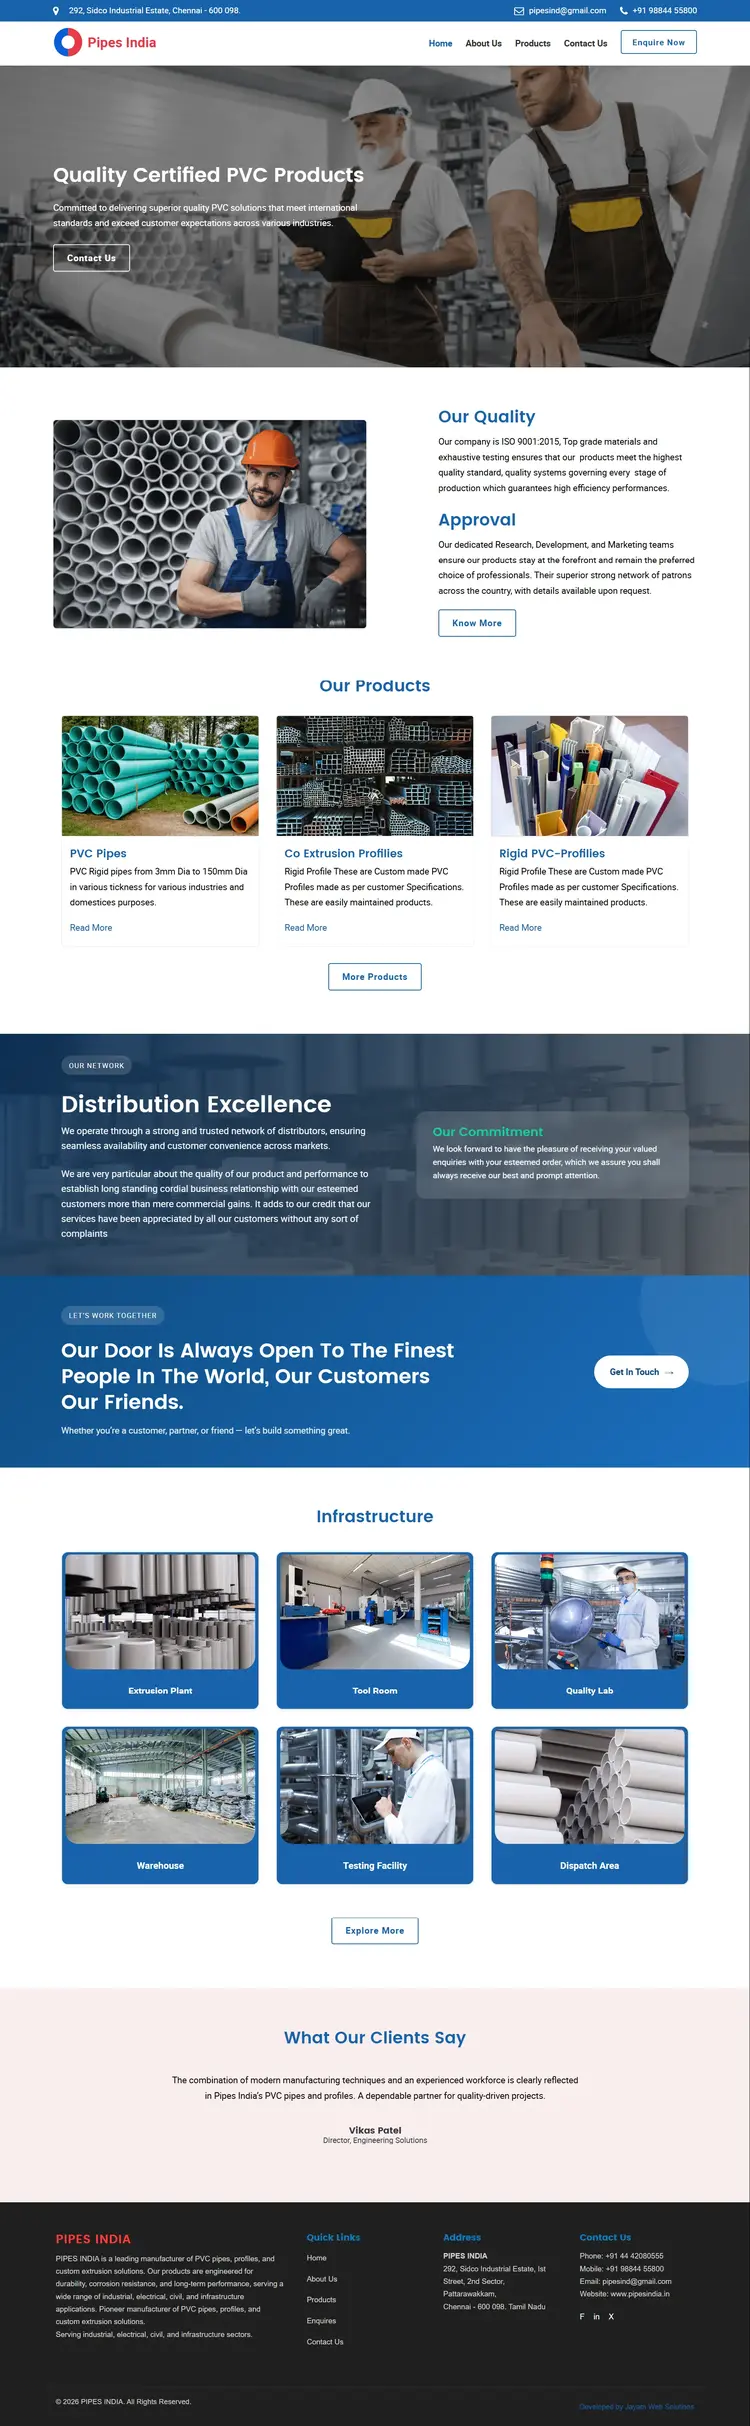 292, Sidco Industrial Estate, Chennai - 600 098.
pipesind@gmail.com
+91 98844 55800
Pipes India
Home
About Us
Products
Contact Us
Enquire Now
Quality Certified PVC Products
Committed to delivering superior quality PVC solutions that meet international
standards and exceed customer expectations across various industries.
Contact Us
Our Quality
Our company is ISO 9001:2015, Top grade materials and
exhaustive testing ensures that our products meet the highest
quality standard, quality systems governing every stage of
production which guarantees high efficiency performances.
Approval
Our dedicated Research, Development, and Marketing teams
ensure our products stay at the forefront and remain the preferred
choice of professionals. Their superior strong network of patrons
across the country, with details available upon request.
Know More
Our Products
PVC Pipes
PVC Rigid pipes from 3mm Dia to 150mm Dia
in various tickness for various industries and
domestices purposes.
Read More
Co Extrusion Profilies
Rigid Profile These are Custom made PVC
Profiles made as per customer Specifications.
These are easily maintained products.
Read More
Rigid PVC-Profilies
Rigid Profile These are Custom made PVC
Profiles made as per customer Specifications.
These are easily maintained products.
Read More
More Products
OUR NETWORK
Distribution Excellence
We operate through a strong and trusted network of distributors, ensuring
seamless availability and customer convenience across markets.
We are very particular about the quality of our product and performance to
establish long standing cordial business relationship with our esteemed
customers more than mere commercial gains. It adds to our credit that our
services have been appreciated by all our customers without any sort of
complaints
Our Commitment
We look forward to have the pleasure of receiving your valued
enquiries with your esteemed order, which we assure you shall
always receive our best and prompt attention.
LET'S WORK TOGETHER
Our Door Is Always Open To The Finest
People In The World, Our Customers
Our Friends.
Whether you're a customer, partner, or friend — let's build something great.
Get In Touch →
Infrastructure
Extrusion Plant
Tool Room
Quality Lab
Warehouse
Testing Facility
Dispatch Area
Explore More
What Our Clients Say
The combination of modern manufacturing techniques and an experienced workforce is clearly reflected
in Pipes India's PVC pipes and profiles. A dependable partner for quality-driven projects.
Vikas Patel
Director, Engineering Solutions
PIPES INDIA
PIPES INDIA is a leading manufacturer of PVC pipes, profiles, and
custom extrusion solutions. Our products are engineered for
durability, corrosion resistance, and long-term performance, serving a
wide range of industrial, electrical, civil, and infrastructure
applications. Pioneer manufacturer of PVC pipes, profiles, and
custom extrusion solutions.
Serving industrial, electrical, civil, and infrastructure sectors.
Quick Links
Home
About Us
Products
Enquires
Contact Us
Address
PIPES INDIA
292, Sidco Industrial Estate, Ist
Street, 2nd Sector,
Pattarawakkam,
Chennai - 600 098. Tamil Nadu
Contact Us
Phone: +91 44 42080555
Mobile: +91 98844 55800
Email: pipesind@gmail.com
Website: www.pipesindia.in
F in X
© 2026 PIPES INDIA. All Rights Reserved.
Developed by Jayam Web Solutions